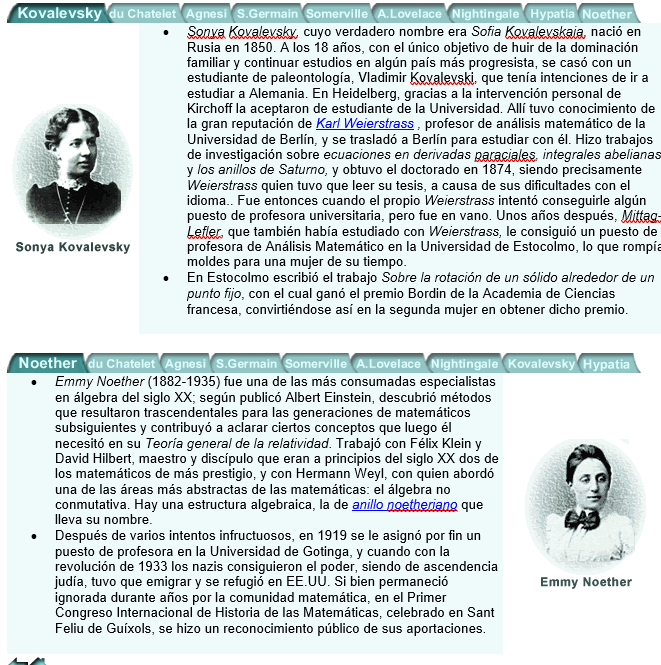 Kovalevsky du Chatelet Agnesi S.Germain Somerville A.Lovelace Nightingale Hypatia Noether
• Sonya Kovalevsky, cuyo verdadero nombre era Sofia Kovalevskaia, nació en
Rusia en 1850. A los 18 años, con el único objetivo de huir de la dominación
familiar y continuar estudios en algún país más progresista, se casó con un
estudiante de paleontología, Vladimir Kovalevski, que tenía intenciones de ir a
estudiar a Alemania. En Heidelberg, gracias a la intervención personal de
Kirchoff la aceptaron de estudiante de la Universidad. Allí tuvo conocimiento de
la gran reputación de Karl Weierstrass , profesor de análisis matemático de la
Universidad de Berlín, y se trasladó a Berlín para estudiar con él. Hizo trabajos
de investigación sobre ecuaciones en derivadas paraciales, integrales abelianas
y los anillos de Saturno, y obtuvo el doctorado en 1874, siendo precisamente
Weierstrass quien tuvo que leer su tesis, a causa de sus dificultades con el
idioma.. Fue entonces cuando el propio Weierstrass intentó conseguirle algún
puesto de profesora universitaria, pero fue en vano. Unos años después, Mittag-
Lefler, que también había estudiado con Weierstrass, le consiguió un puesto de
profesora de Análisis Matemático en la Universidad de Estocolmo, lo que rompía
moldes para una mujer de su tiempo.
• En Estocolmo escribió el trabajo Sobre la rotación de un sólido alrededor de un
punto fijo, con el cual ganó el premio Bordin de la Academia de Ciencias
francesa, convirtiéndose así en la segunda mujer en obtener dicho premio.
Sonya Kovalevsky
Noether du Chatelet Agnesi S.Germain Somerville A.Lovelace Nightingale Kovalevsky Hypatia
• Emmy Noether (1882-1935) fue una de las más consumadas especialistas
en álgebra del siglo XX; según publicó Albert Einstein, descubrió métodos
que resultaron trascendentales para las generaciones de matemáticos
subsiguientes y contribuyó a aclarar ciertos conceptos que luego él
necesitó en su Teoría general de la relatividad. Trabajó con Félix Klein y
David Hilbert, maestro y discípulo que eran a principios del siglo XX dos de
los matemáticos de más prestigio, y con Hermann Weyl, con quien abordó
una de las áreas más abstractas de las matemáticas: el álgebra no
conmutativa. Hay una estructura algebraica, la de anillo noetheriano que
lleva su nombre.
• Después de varios intentos infructuosos, en 1919 se le asignó por fin un
puesto de profesora en la Universidad de Gotinga, y cuando con la
revolución de 1933 los nazis consiguieron el poder, siendo de ascendencia
judía, tuvo que emigrar y se refugió en EE.UU. Si bien permaneció
ignorada durante años por la comunidad matemática, en el Primer
Congreso Internacional de Historia de las Matemáticas, celebrado en Sant
Feliu de Guíxols, se hizo un reconocimiento público de sus aportaciones.
Emmy Noether